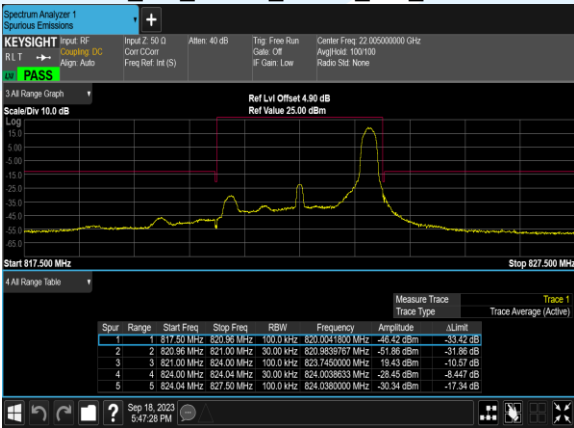 Spectrum Analyzer 1
Spurious Emissions
+
KEYSIGHT Input: RF Input Z: 50 Ω Atten: 40 dB Trig: Free Run Center Freq: 22.005000000 GHz
RLT Coupling: DC Corr CCorr Gate: Off Avg|Hold: 100/100
Align: Auto Freq Ref: Int (S) IF Gain: Low Radio Std: None
LXI PASS
3 All Range Graph
Ref Lvl Offset 4.90 dB
Scale/Div 10.0 dB Ref Value 25.00 dBm
Log
15.0
5.00
-5.00
-15.0
-25.0
-35.0
-45.0
-55.0
-65.0
Start 817.500 MHz Stop 827.500 MHz
4 All Range Table
Measure Trace Trace 1
Trace Type Trace Average (Active)
Spur Range Start Freq Stop Freq RBW Frequency Amplitude ΔLimit
1 1 817.50 MHz 820.96 MHz 100.0 kHz 820.0041800 MHz -46.42 dBm -33.42 dB
2 2 820.96 MHz 821.00 MHz 30.00 kHz 820.9839767 MHz -51.86 dBm -31.86 dB
3 3 821.00 MHz 824.00 MHz 100.0 kHz 823.7450000 MHz 19.43 dBm -10.57 dB
4 4 824.00 MHz 824.04 MHz 30.00 kHz 824.0038633 MHz -28.45 dBm -8.447 dB
5 5 824.04 MHz 827.50 MHz 100.0 kHz 824.0380000 MHz -30.34 dBm -17.34 dB
? Sep 18, 2023
5:47:28 PM